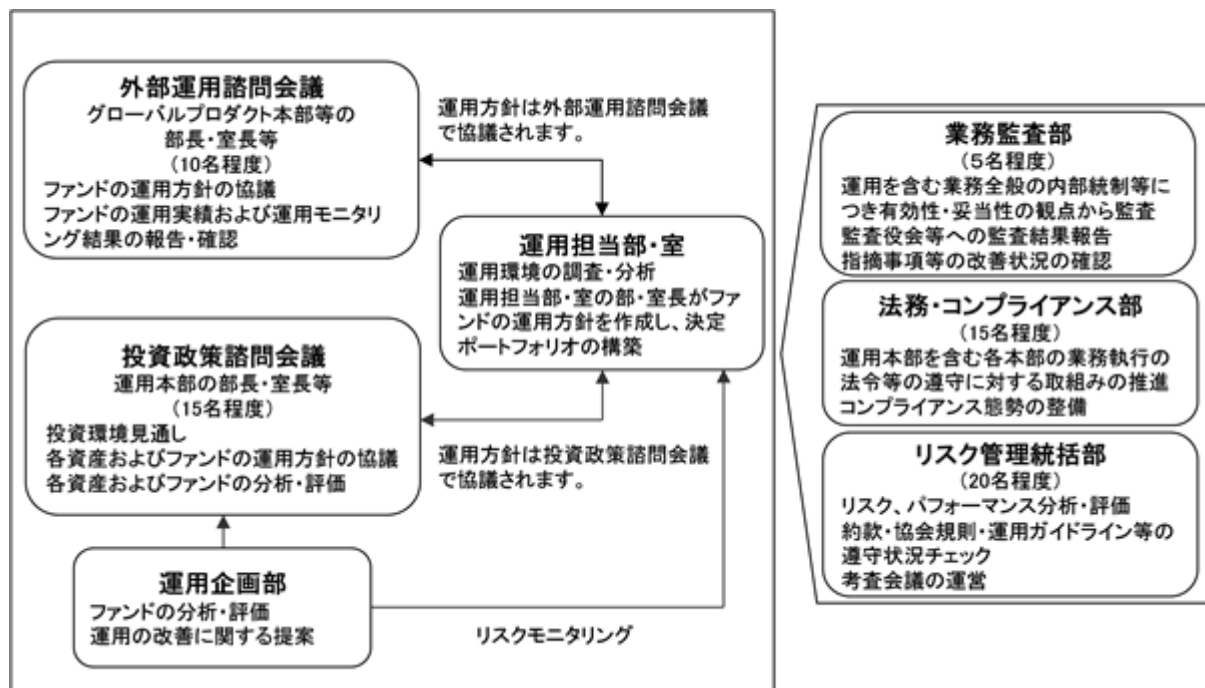 外部運用諮問会議
グローバルプロダクト本部等の
部長・室長等
(10名程度)
ファンドの運用方針の協議
ファンドの運用実績および運用モニタリ
ング結果の報告・確認
運用方針は外部運用諮問会議
で協議されます。
運用担当部・室
運用環境の調査・分析
運用担当部・室の部・室長がファ
ンドの運用方針を作成し、決定
ポートフォリオの構築
投資政策諮問会議
運用本部の部長・室長等
(15名程度)
投資環境見通し
各資産およびファンドの運用方針の協議
各資産およびファンドの分析・評価
運用方針は投資政策諮問会議
で協議されます。
運用企画部
ファンドの分析・評価
運用の改善に関する提案
リスクモニタリング
業務監査部
(5名程度)
運用を含む業務全般の内部統制等に
つき有効性・妥当性の観点から監査
監査役会等への監査結果報告
指摘事項等の改善状況の確認
法務・コンプライアンス部
(15名程度)
運用本部を含む各本部の業務執行の
法令等の遵守に対する取組みの推進
コンプライアンス態勢の整備
リスク管理統括部
(20名程度)
リスク、パフォーマンス分析・評価
約款・協会規則・運用ガイドライン等の
遵守状況チェック
考査会議の運営